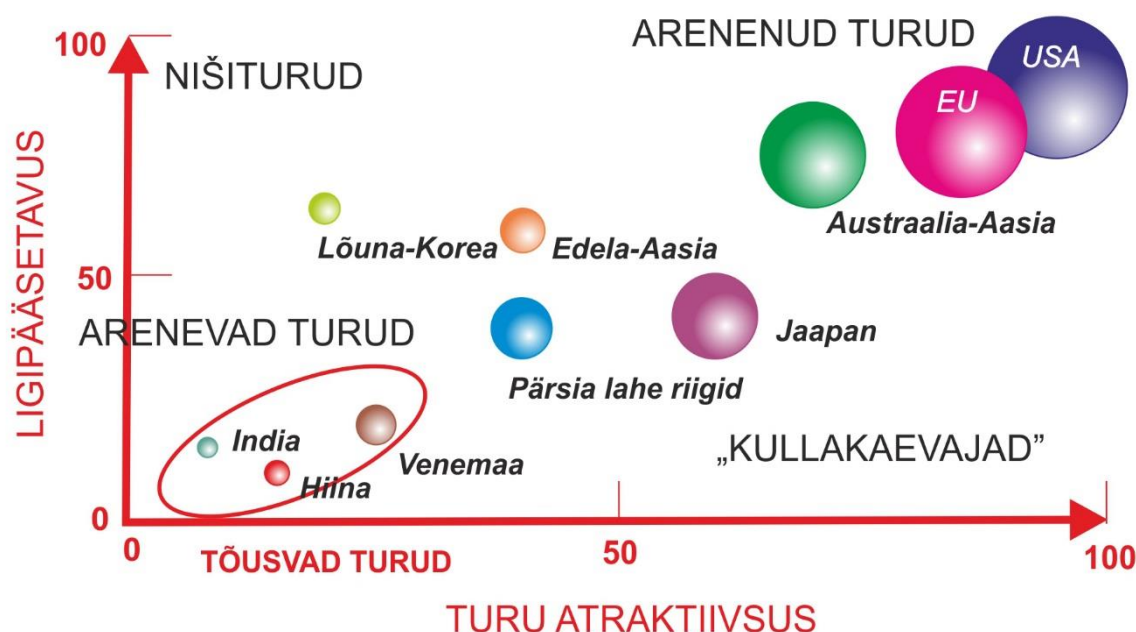 100
NIŠITURUD
ARENENUD TURUD
USA
EU
Austraalia-Aasia
Lõuna-Korea
Edela-Aasia
50
LIGIPÄÄSETAVUS
ARENEVAD TURUD
Jaapan
Pärsia lahe riigid
India
Hiina
Venemaa
„KULLAKAEVAJAD”
0
0
TÕUSVAD TURUD
50
100
TURU ATRAKTIIVSUS